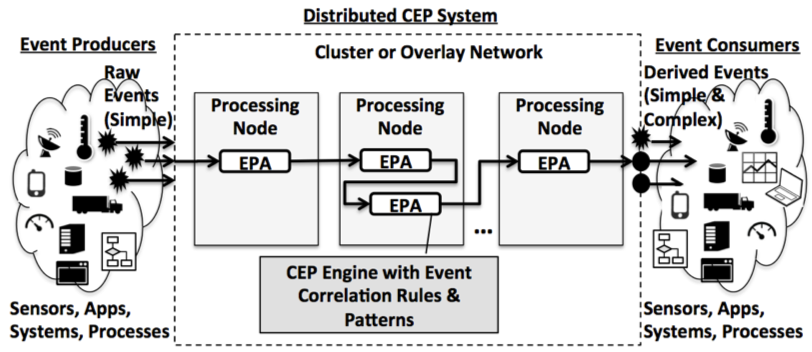 Distributed CEP System
Event Producers
Cluster or Overlay Network
Event Consumers
Raw
Events
(Simple)
Derived Events
(Simple &
Complex)
Processing
Node
Processing
Node
Processing
Node
EPA
EPA
EPA
EPA
...
CEP Engine with Event
Correlation Rules &
Patterns
Sensors, Apps,
Systems, Processes
Sensors, Apps,
Systems, Processes